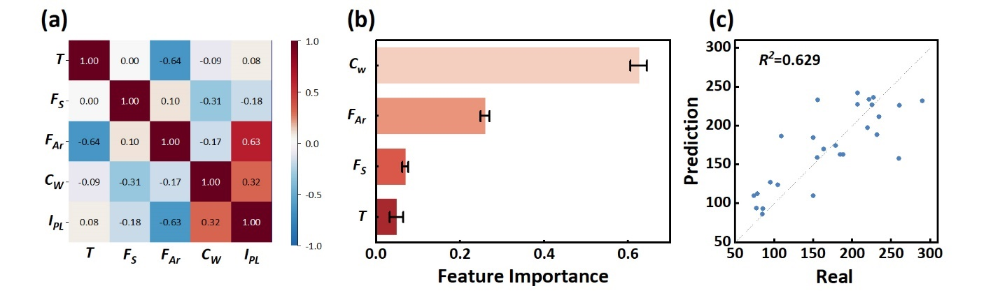 (a)
T 1.00 0.00 -0.64 -0.09 0.08
F_S 0.00 1.00 0.10 -0.31 -0.18
F_Ar -0.64 0.10 1.00 -0.17 0.63
C_W -0.09 -0.31 -0.17 1.00 0.32
I_PL 0.08 -0.18 -0.63 0.32 1.00
T F_S F_Ar C_W I_PL
1.0
0.5
0.0
-0.5
-1.0
(b)
C_w
F_Ar
F_S
T
0.0 0.2 0.4 0.6
Feature Importance
(c)
R²=0.629
Prediction
300
250
200
150
100
50
50 100 150 200 250 300
Real